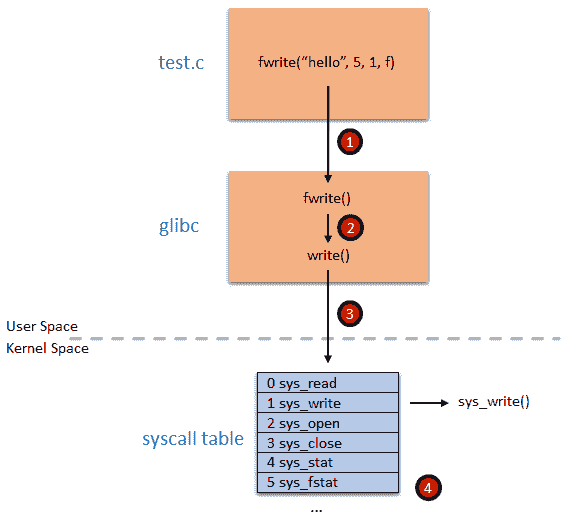 test.c
fwrite(“hello”, 5, 1, f)
1
fwrite()
glibc
2
write()
3
User Space
Kernel Space
0 sys_read
1 sys_write
sys_write()
2 sys_open
syscall table
3 sys_close
4 sys_stat
5 sys_fstat
4
...